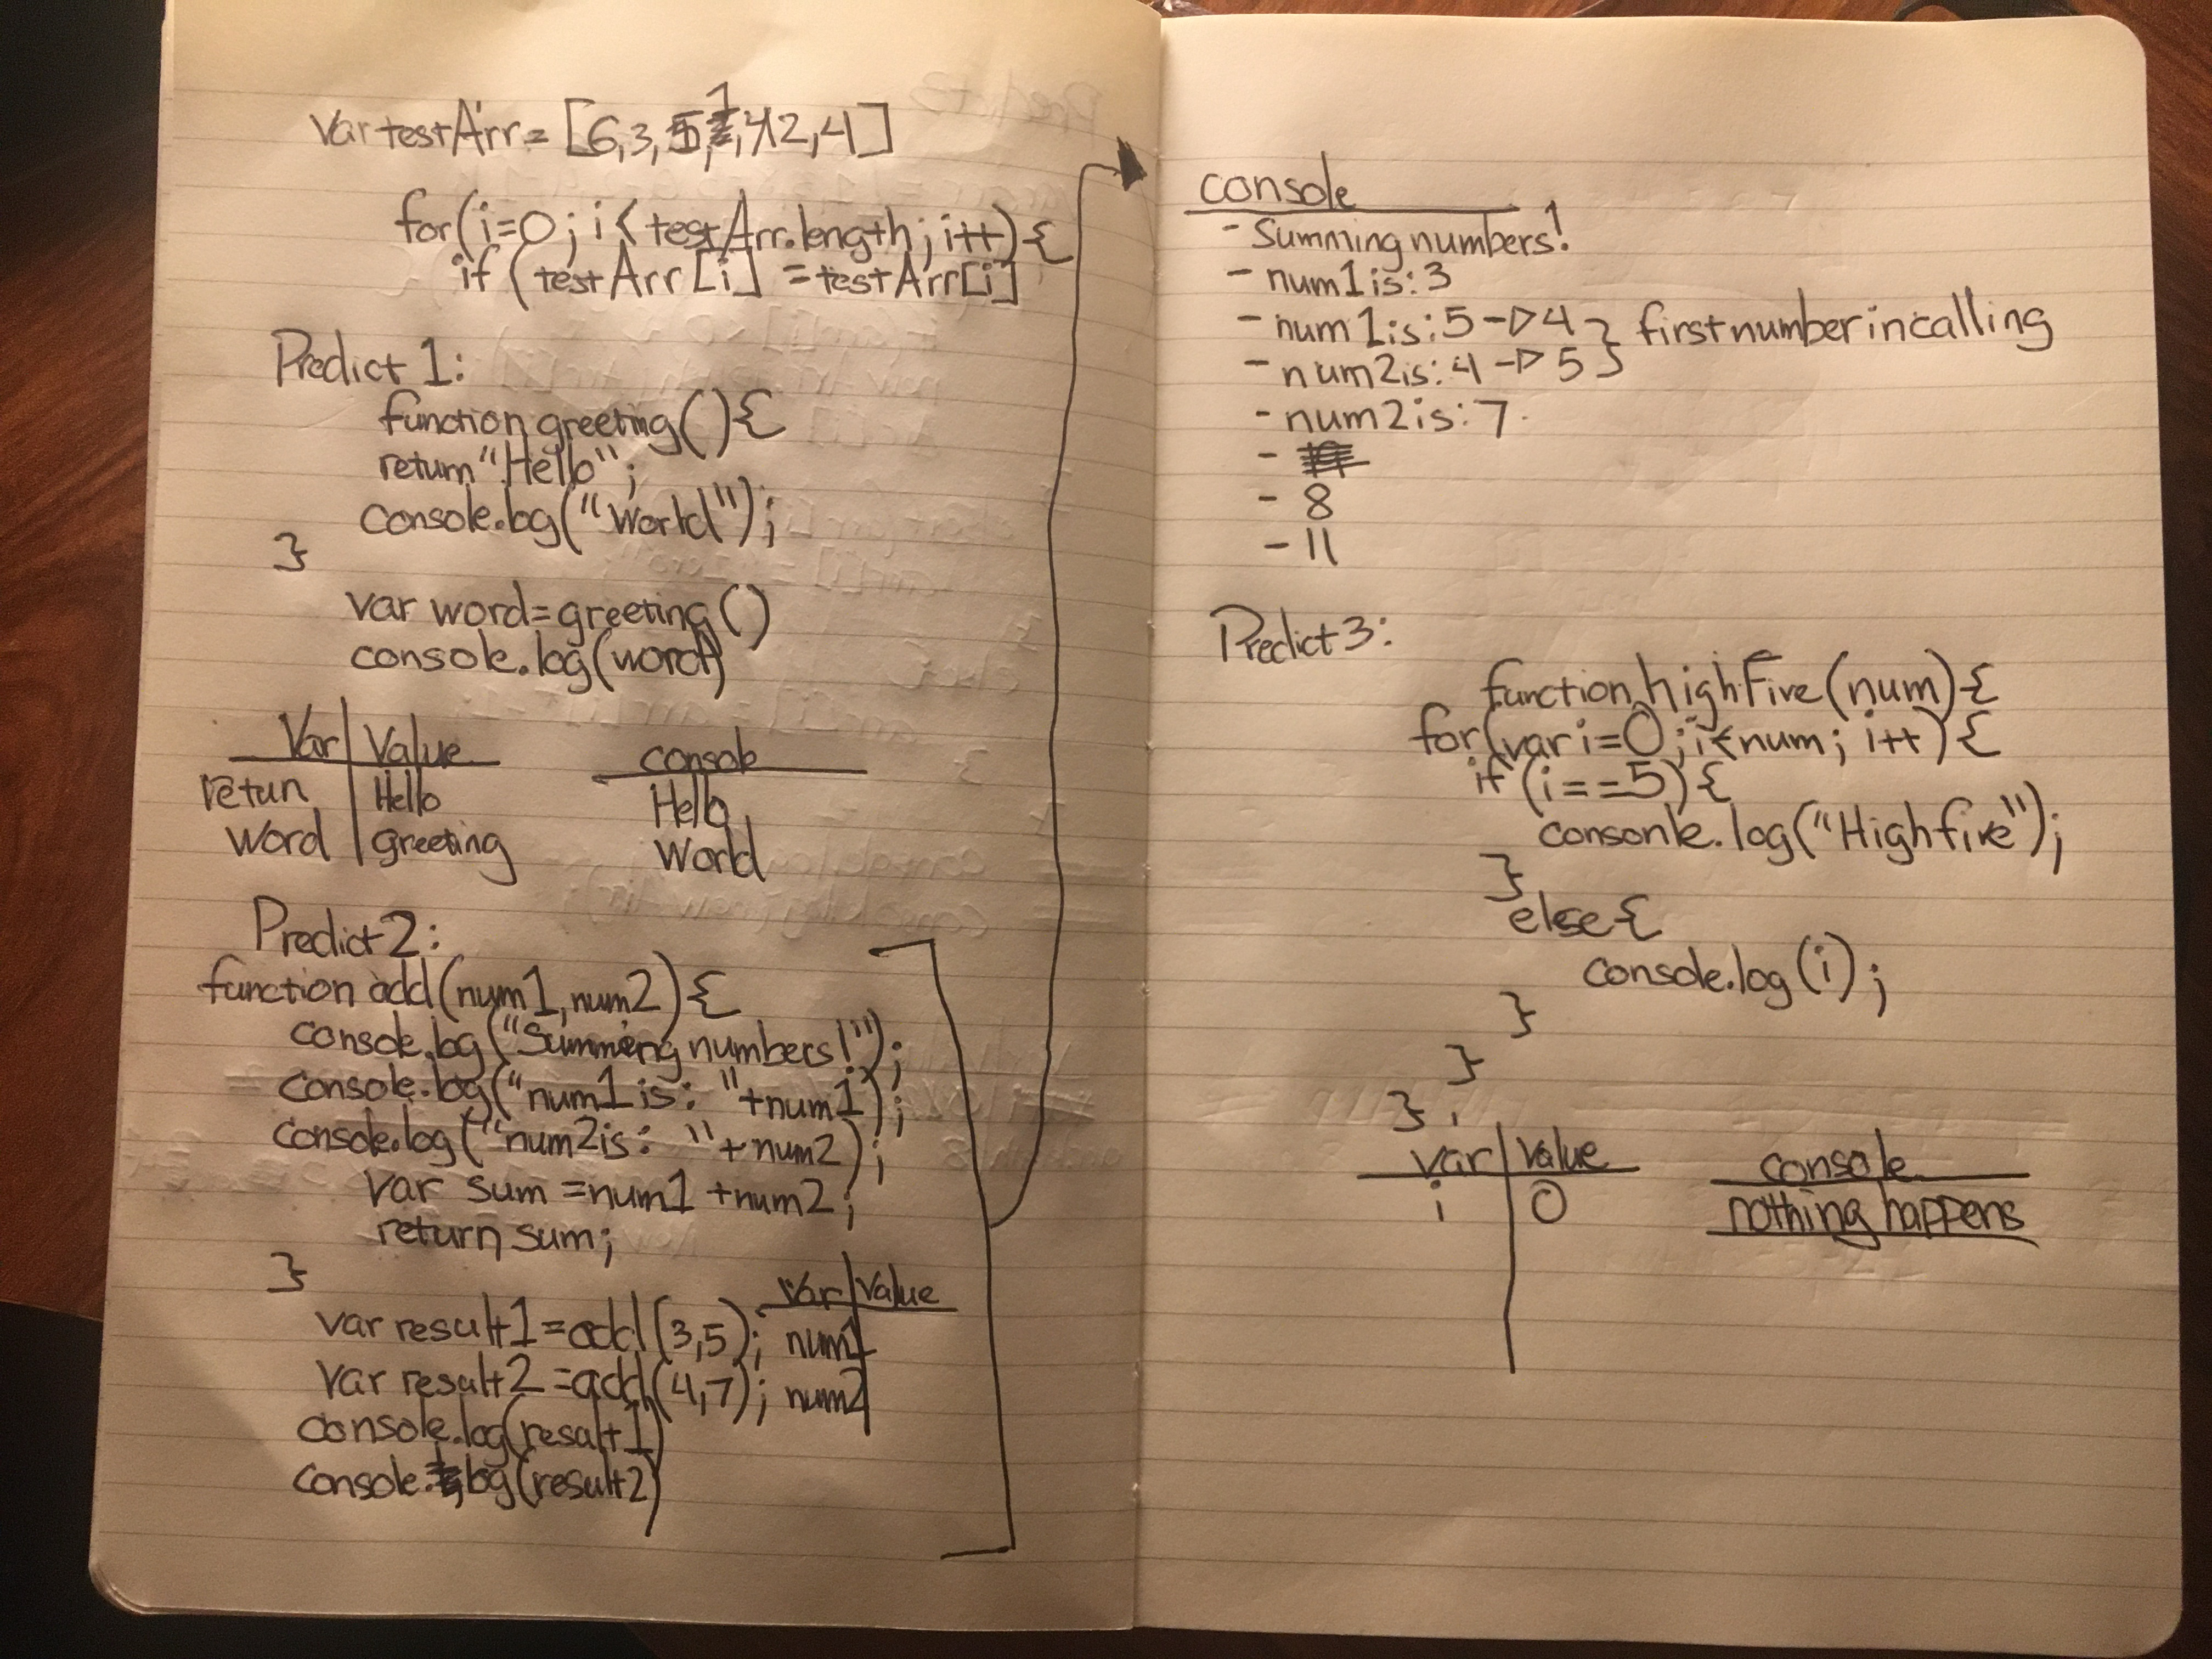 var testArr = [6,3,5,1,12,4]
for(i=0; i < testArr.length; i++){
if (testArr[i] = testArr[i]
Predict 1:
function greeting(){
return "Hello";
console.log("World");
}
var word=greeting()
console.log(word)
Var Value
retun Hello
word greeting
console
Hello
World
Predict 2:
function add(num1,num2){
console.log("Summing numbers!");
console.log("num1 is: "+num1);
console.log("num2is: "+num2);
var sum =num1 +num2;
return sum;
}
var result1=add(3,5);
var result2=add(4,7);
console.log(result1)
console.log(result2)
Var Value
num1
num2
console
- Summing numbers!
- num1is:3
- num1is:5->4 } first number in calling
- num2is:4->5 }
- num2is:7
-
- 8
- 11
Predict 3:
function highFive(num){
for(var i=0; i<num; i++){
if (i==5){
consonle.log("Highfive");
}
else{
console.log(i);
}
}
}
var Value
i 0
console
nothing happens